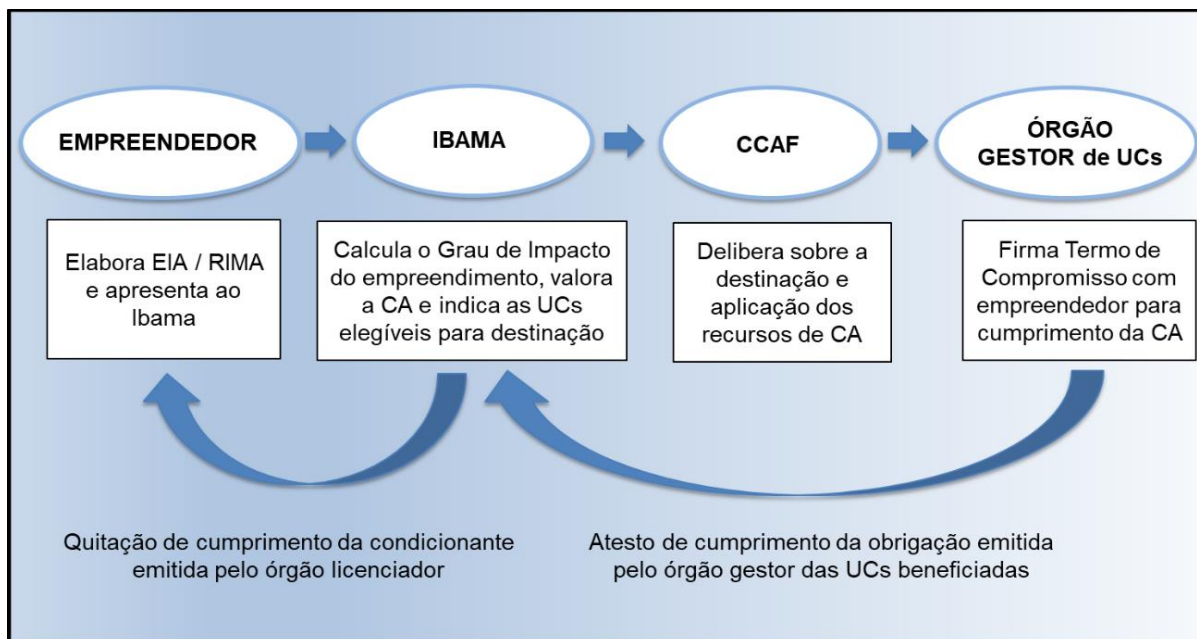 EMPREENDEDOR
IBAMA
CCAF
ÓRGÃO
GESTOR de UCs
Elabora EIA / RIMA
e apresenta ao
Ibama
Calcula o Grau de Impacto
do empreendimento, valora
a CA e indica as UCs
elegíveis para destinação
Delibera sobre a
destinação e
aplicação dos
recursos de CA
Firma Termo de
Compromisso com
empreendedor para
cumprimento da CA
Quitação de cumprimento da condicionante
emitida pelo órgão licenciador
Atesto de cumprimento da obrigação emitida
pelo órgão gestor das UCs beneficiadas